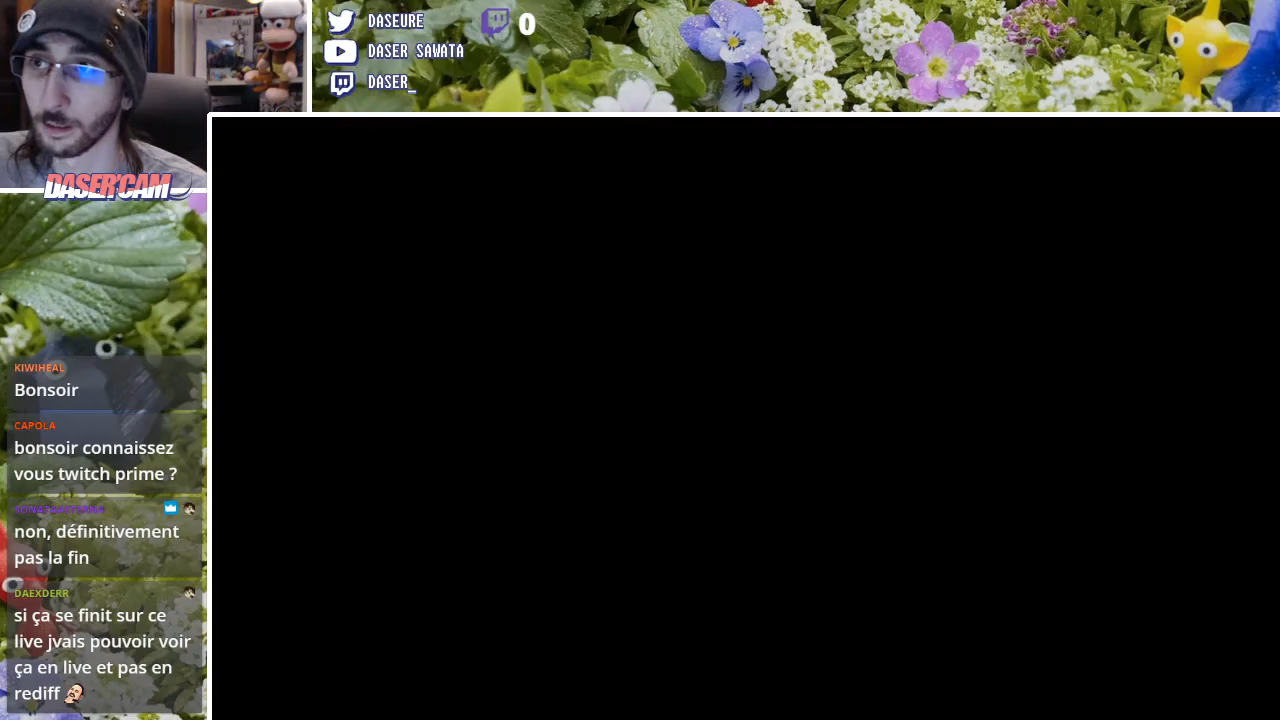 DASEURE
0
DASER SAWATA
DASER_
DASER'CAM
KIWIHEAL
Bonsoir
CAPOLA
bonsoir connaissez
vous twitch prime ?
non, définitivement
pas la fin
DAEXDERR
si ça se finit sur ce
live jvais pouvoir voir
ça en live et pas en
rediff